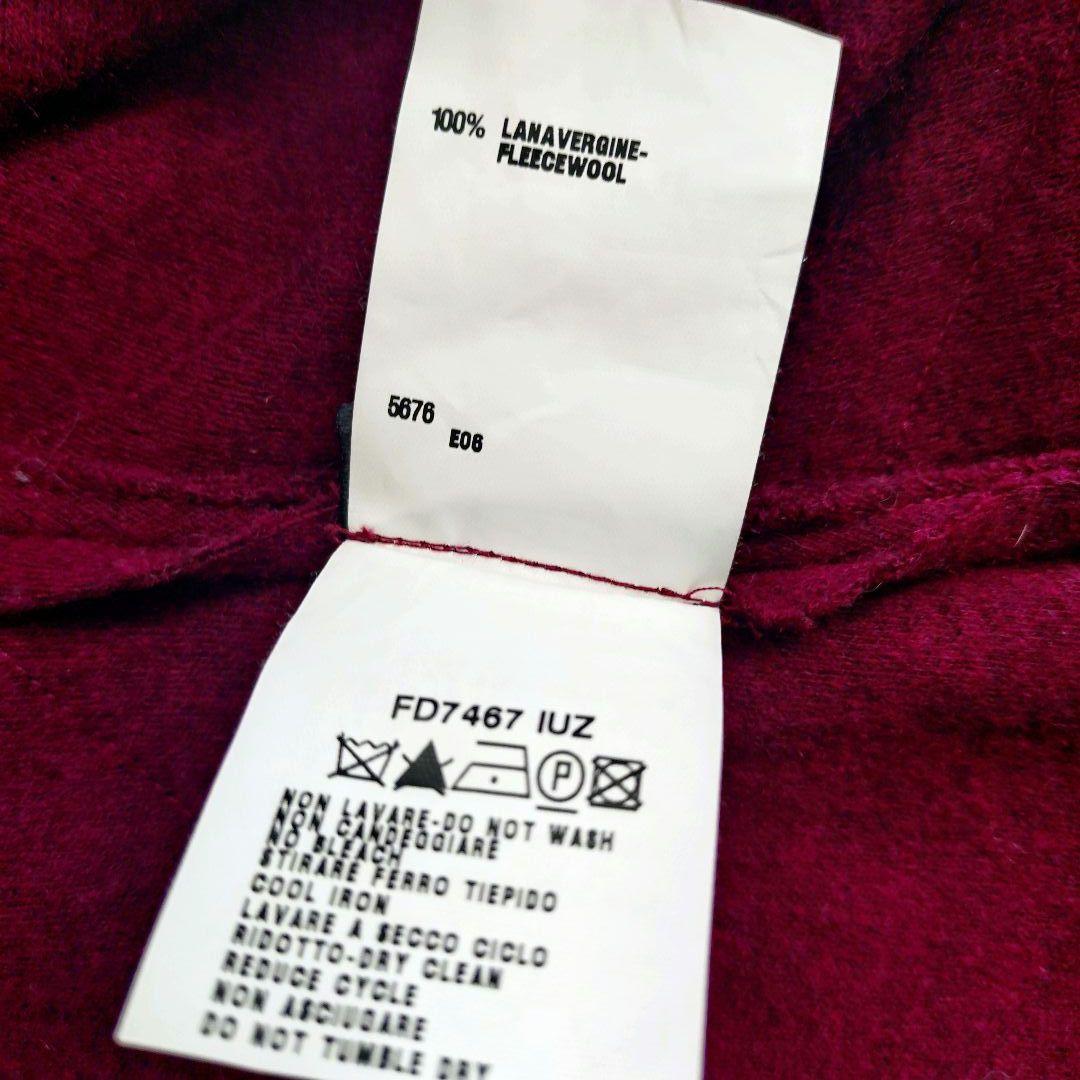 100% LANAVERGINE-
FLEECEWOOL
5676
E06
FD7467 IUZ
P
NON LAVARE-DO NOT WASH
NON CANDEGGIARE
NO BLEACH
STIRARE FERRO TIEPIDO
COOL IRON
LAVARE A SECCO CICLO
RIDOTTO-DRY CLEAN
REDUCE CYCLE
NON ASCIUGARE
DO NOT TUMBLE DRY